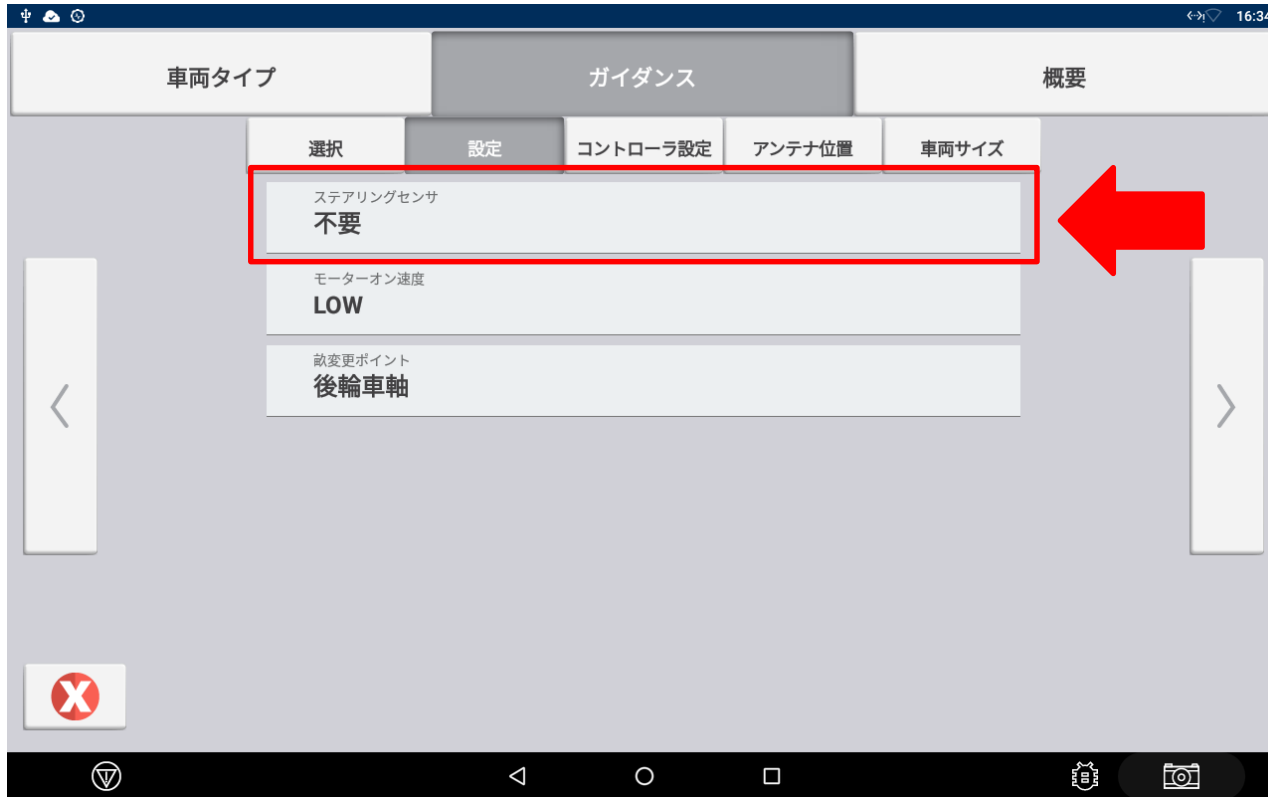 16:34
車両タイプ
ガイダンス
概要
選択
設定
コントローラ設定
アンテナ位置
車両サイズ
ステアリングセンサ
不要
モーターオン速度
LOW
畝変更ポイント
後輪車軸